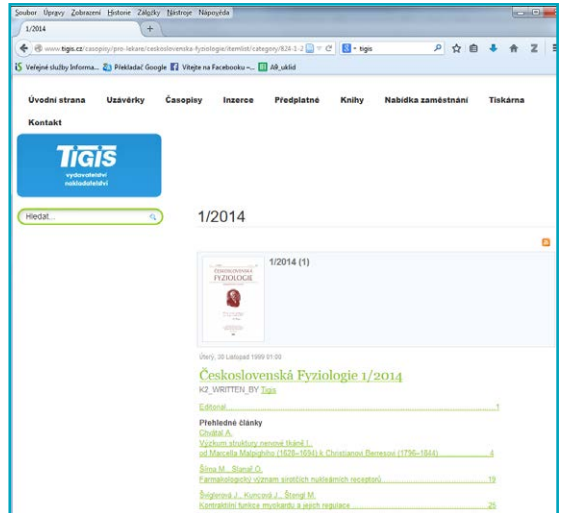 Soubor Úpravy Zobrazení Historie Záložky Nástroje Nápověda
1/2014
www.tigis.cz/casopisy/pro-lekare/ceskoslovenska-fyziologie/itemlist/category/824-1-2
tigis
Veřejné služby Informa... Překladač Google Vítejte na Facebooku –... A9_uklid
Úvodní strana Uzávěrky Časopisy Inzerce Předplatné Knihy Nabídka zaměstnání Tiskárna
Kontakt
TIGIS
vydavatelství
nakladatelství
Hledat...
1/2014
1/2014 (1)
ČESKOSLOVENSKÁ
FYZIOLOGIE
Úterý, 30 Listopad 1999 01:00
Československá Fyziologie 1/2014
K2_WRITTEN_BY Tigis
Editorial 1
Přehledné články
Chvátal A.
Výzkum struktury nervové tkáně I.:
od Marcella Malpighiho (1628–1694) k Christianovi Berresovi (1796–1844) 4
Šíma M., Slanař O.
Farmakologický význam sirotčích nukleárních receptorů 19
Švíglerová J., Kuncová J., Štengl M.
Kontraktilní funkce myokardu a jejich regulace 25